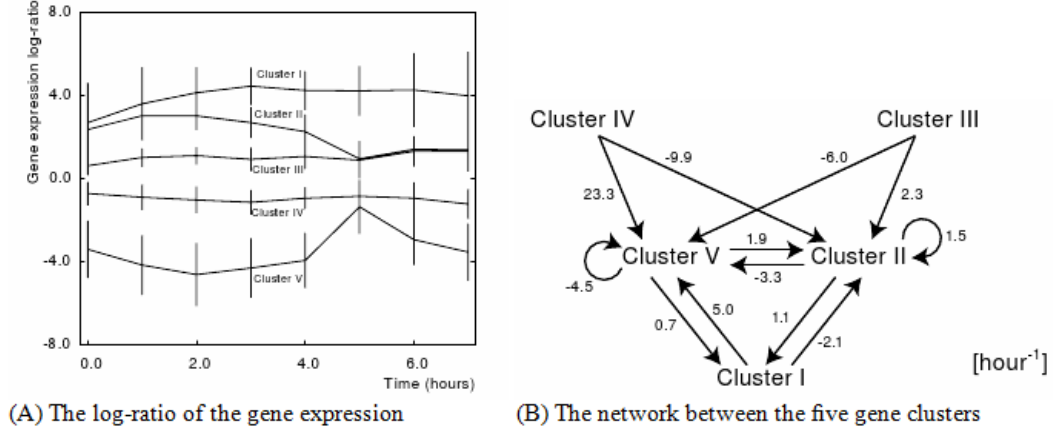 8.0
4.0
0.0
-4.0
-8.0
Gene expression log-ratio
Cluster I
Cluster II
Cluster III
Cluster IV
Cluster V
0.0 2.0 4.0 6.0
Time (hours)
(A) The log-ratio of the gene expression
Cluster IV Cluster III
-9.9 -6.0
23.3 2.3
Cluster V 1.9 Cluster II 1.5
-4.5 -3.3
0.7 5.0 1.1 -2.1
Cluster I
[hour-1]
(B) The network between the five gene clusters